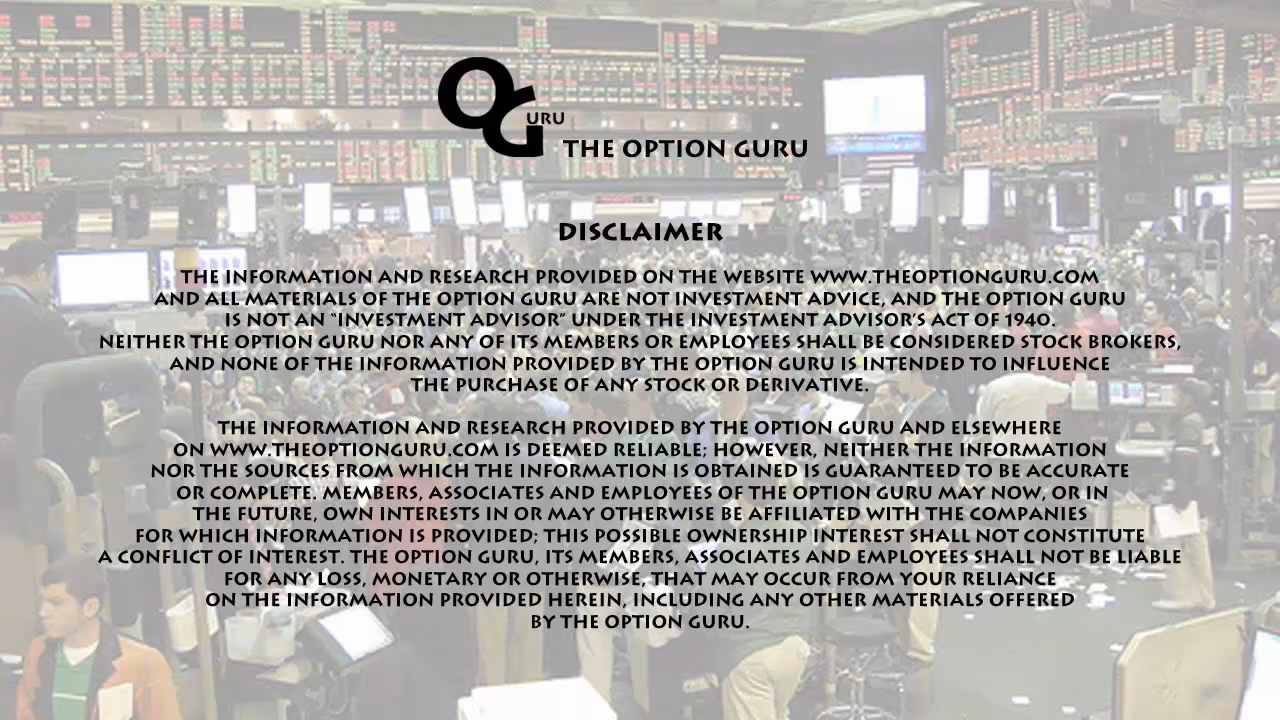 OG URU
THE OPTION GURU
DISCLAIMER
THE INFORMATION AND RESEARCH PROVIDED ON THE WEBSITE WWW.THEOPTIONGURU.COM
AND ALL MATERIALS OF THE OPTION GURU ARE NOT INVESTMENT ADVICE, AND THE OPTION GURU
IS NOT AN "INVESTMENT ADVISOR" UNDER THE INVESTMENT ADVISOR'S ACT OF 1940.
NEITHER THE OPTION GURU NOR ANY OF ITS MEMBERS OR EMPLOYEES SHALL BE CONSIDERED STOCK BROKERS,
AND NONE OF THE INFORMATION PROVIDED BY THE OPTION GURU IS INTENDED TO INFLUENCE
THE PURCHASE OF ANY STOCK OR DERIVATIVE.
THE INFORMATION AND RESEARCH PROVIDED BY THE OPTION GURU AND ELSEWHERE
ON WWW.THEOPTIONGURU.COM IS DEEMED RELIABLE; HOWEVER, NEITHER THE INFORMATION
NOR THE SOURCES FROM WHICH THE INFORMATION IS OBTAINED IS GUARANTEED TO BE ACCURATE
OR COMPLETE. MEMBERS, ASSOCIATES AND EMPLOYEES OF THE OPTION GURU MAY NOW, OR IN
THE FUTURE, OWN INTERESTS IN OR MAY OTHERWISE BE AFFILIATED WITH THE COMPANIES
FOR WHICH INFORMATION IS PROVIDED; THIS POSSIBLE OWNERSHIP INTEREST SHALL NOT CONSTITUTE
A CONFLICT OF INTEREST. THE OPTION GURU, ITS MEMBERS, ASSOCIATES AND EMPLOYEES SHALL NOT BE LIABLE
FOR ANY LOSS, MONETARY OR OTHERWISE, THAT MAY OCCUR FROM YOUR RELIANCE
ON THE INFORMATION PROVIDED HEREIN, INCLUDING ANY OTHER MATERIALS OFFERED
BY THE OPTION GURU.